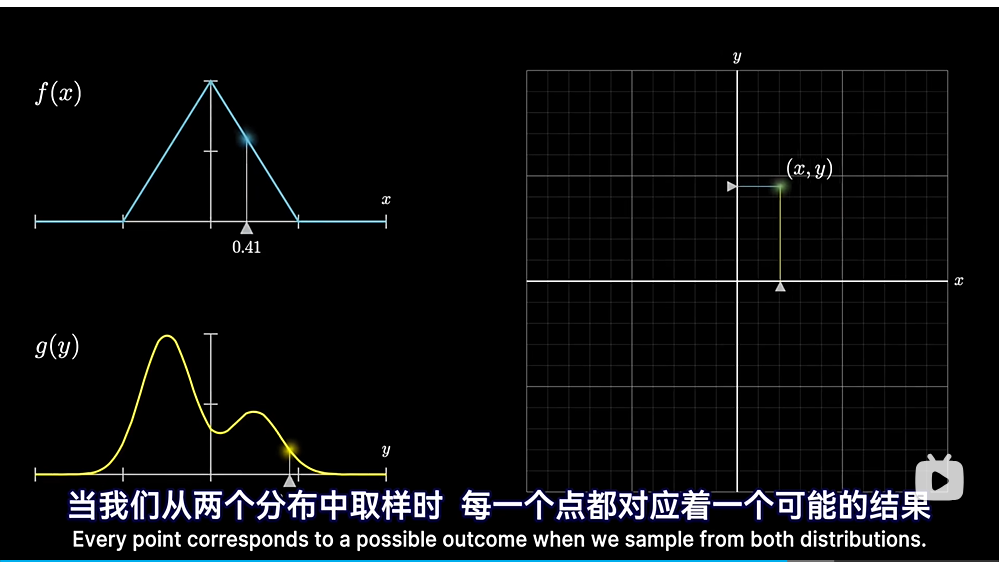 f(x)
x
0.41
g(y)
y
y
(x, y)
x
当我们从两个分布中取样时 每一个点都对应着一个可能的结果
Every point corresponds to a possible outcome when we sample from both distributions.